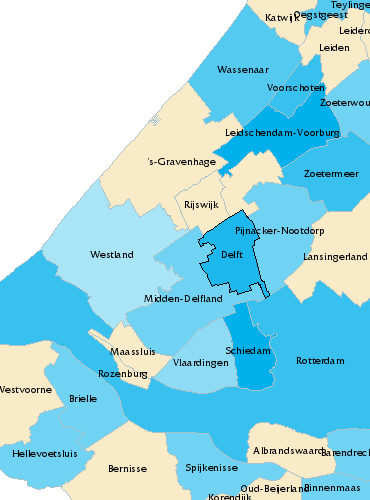 Teylinge
Katwijk
Oegstgeest
Leiderd
Leiden
Wassenaar
Voorschoten
Zoeterwou
Leidschendam-Voorburg
's-Gravenhage
Zoetermeer
Rijswijk
Pijnacker-Nootdorp
Westland
Delft
Lansingerland
Midden-Delfland
Maassluis
Schiedam
Vlaardingen
Rotterdam
Rozenburg
Westvoorne
Brielle
Albrandswaard
Hellevoetsluis
Barendrec
Bernisse
Spijkenisse
Oud-Beijerland
Binnenmaas
Korendijk